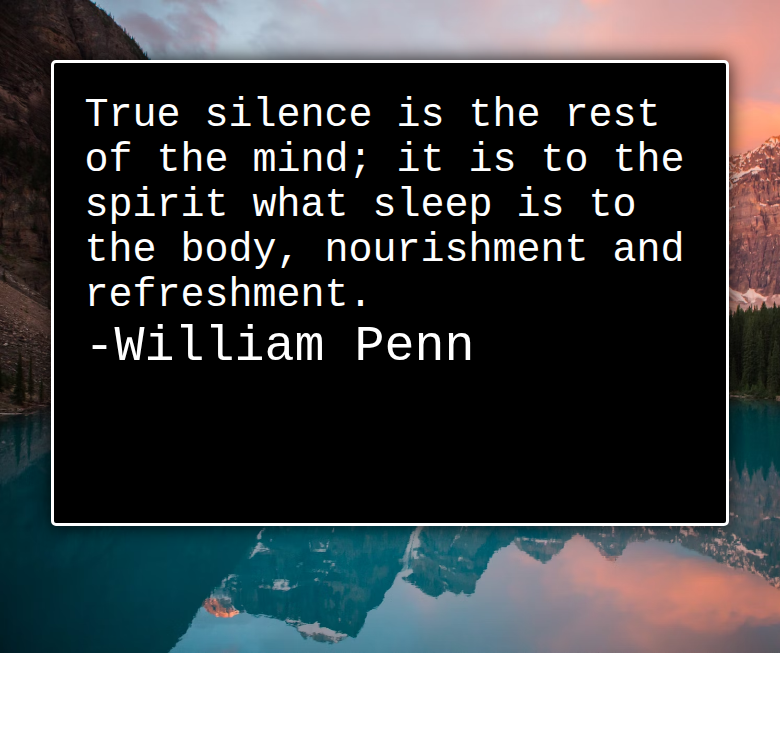 True silence is the rest
of the mind; it is to the
spirit what sleep is to
the body, nourishment and
refreshment.
-William Penn